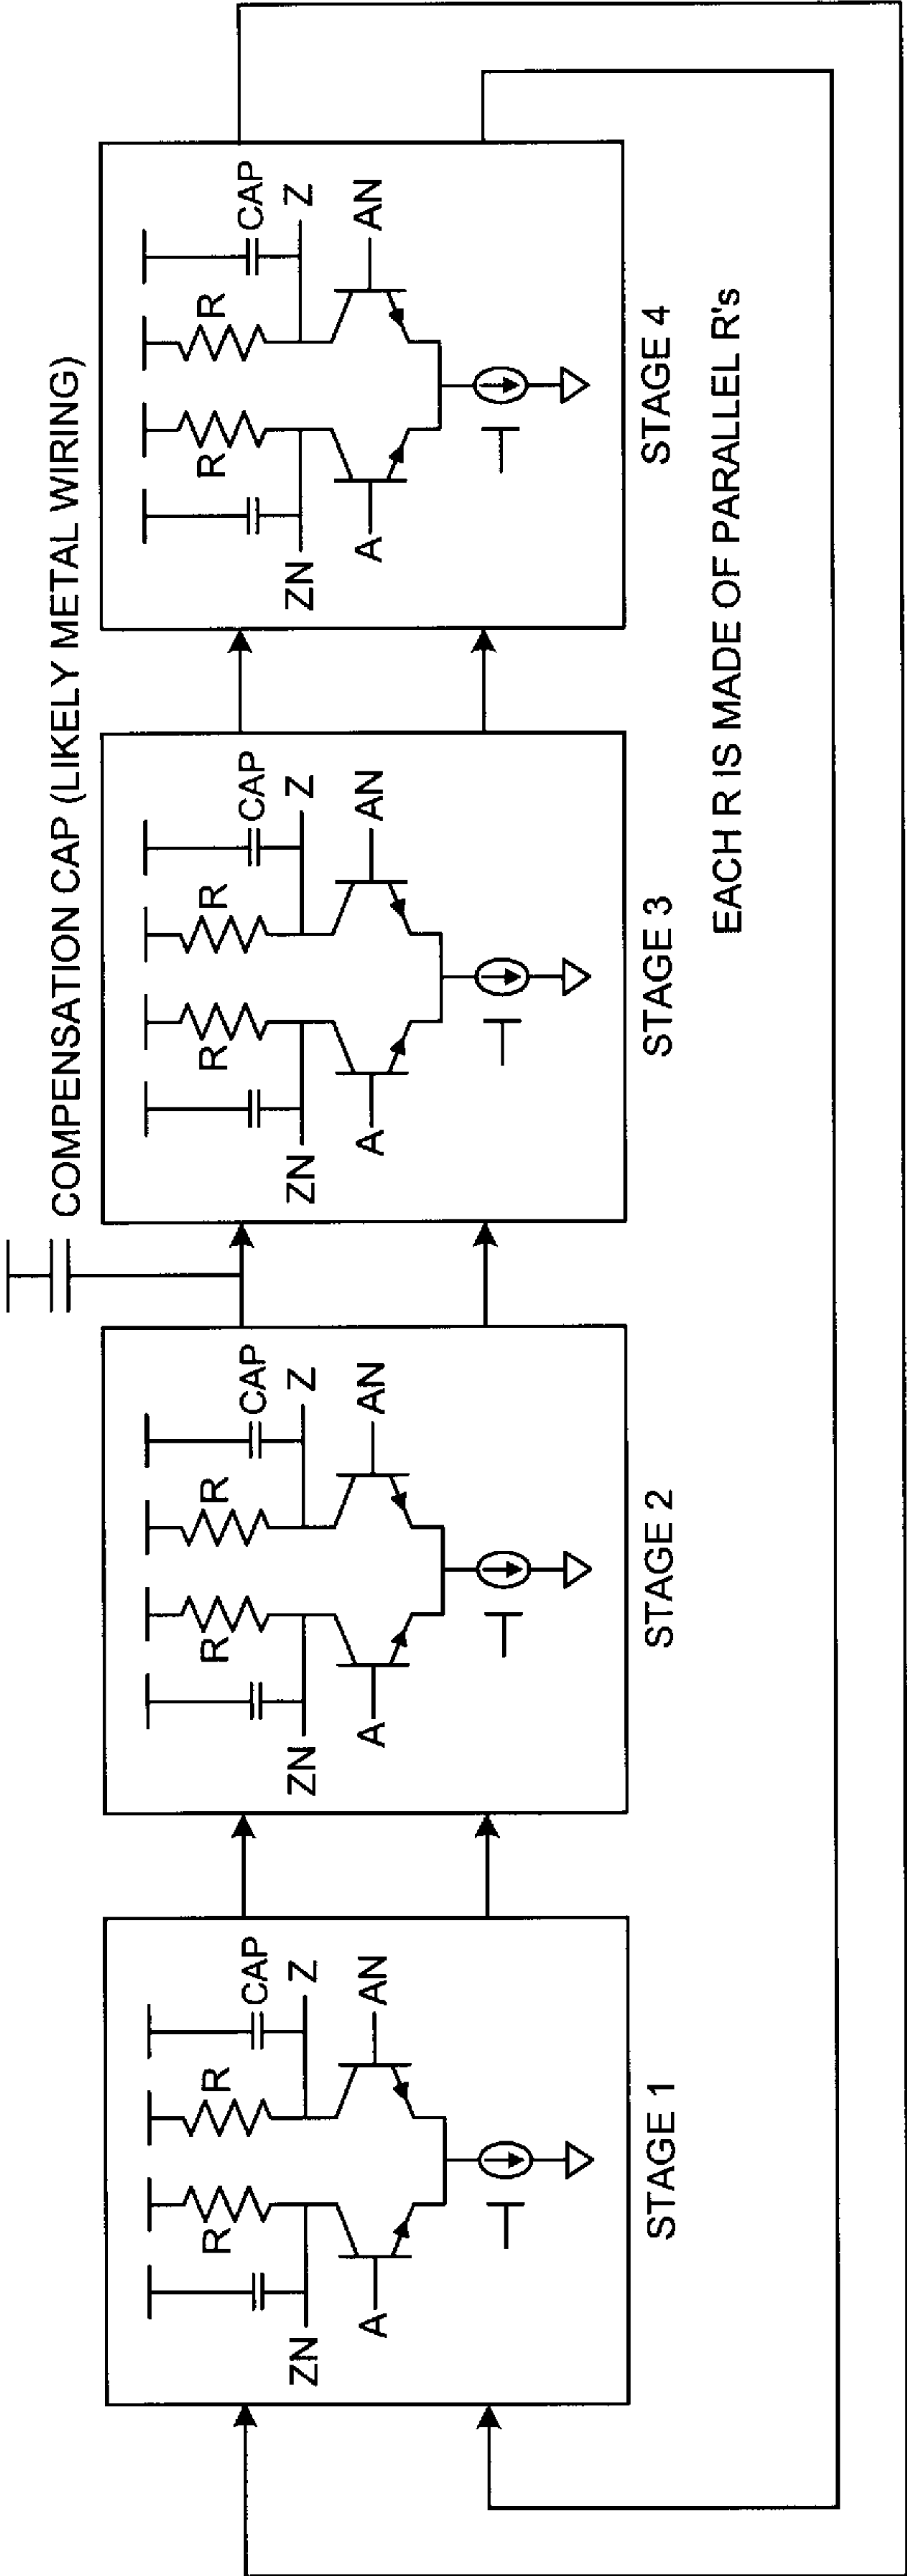 COMPENSATION CAP (LIKELY METAL WIRING)
R
R
CAP
ZN
Z
A
AN
I
STAGE 1
R
R
CAP
ZN
Z
A
AN
I
STAGE 2
R
R
CAP
ZN
Z
A
AN
I
STAGE 3
R
R
CAP
ZN
Z
A
AN
I
STAGE 4
EACH R IS MADE OF PARALLEL R's